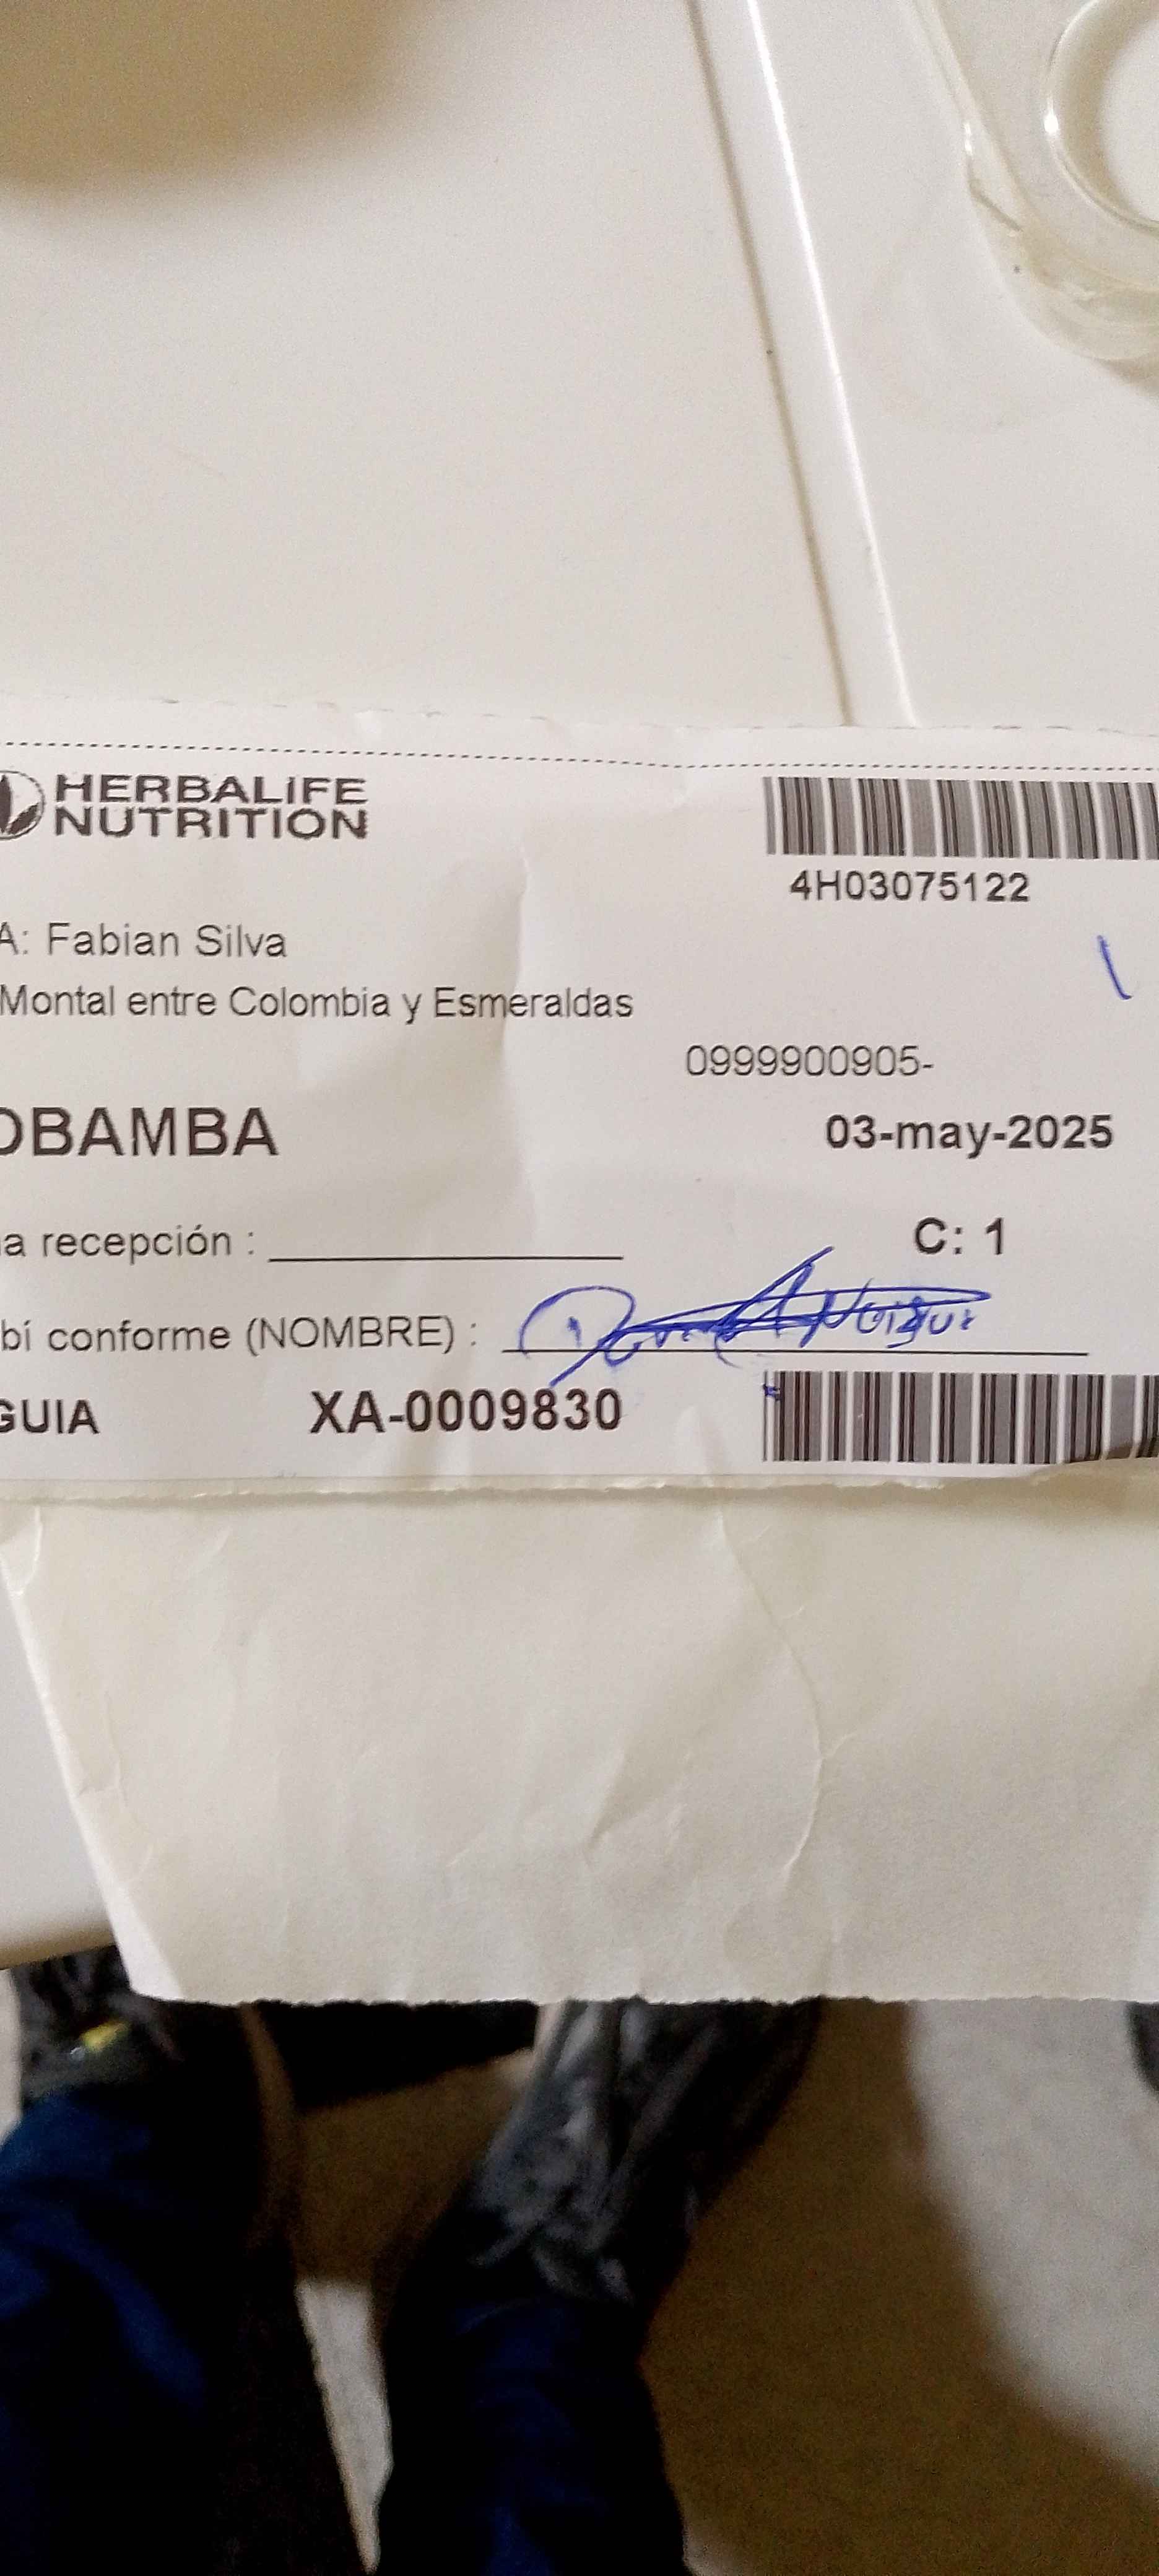 HERBALIFE
NUTRITION
4H03075122
A: Fabian Silva
Montal entre Colombia y Esmeraldas
0999900905-
OBAMBA
03-may-2025
a recepción :
C: 1
bí conforme (NOMBRE) :
GUIA XA-0009830